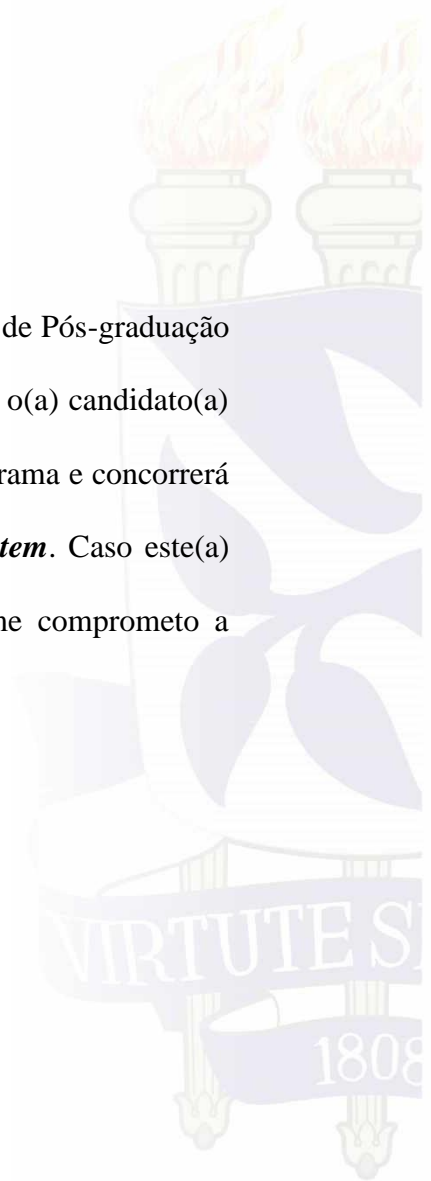 de Pós-graduação
o(a) candidato(a)
rama e concorrerá
tem. Caso este(a)
ne comprometo a
VIRTUTE S
1808